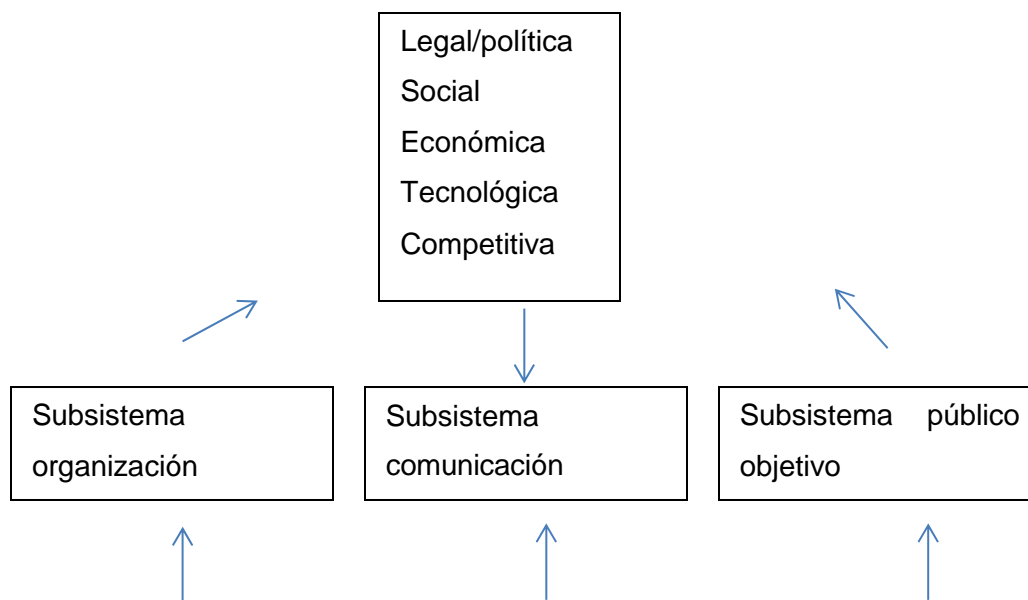 Legal/política
Social
Económica
Tecnológica
Competitiva
Subsistema
organización
Subsistema
comunicación
Subsistema público
objetivo